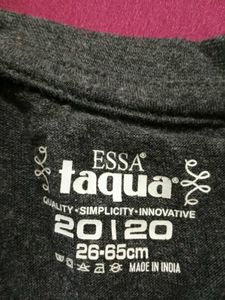 ESSA®
taqua®
QUALITY • SIMPLICITY • INNOVATIVE
20|20
26-65cm
MADE IN INDIA